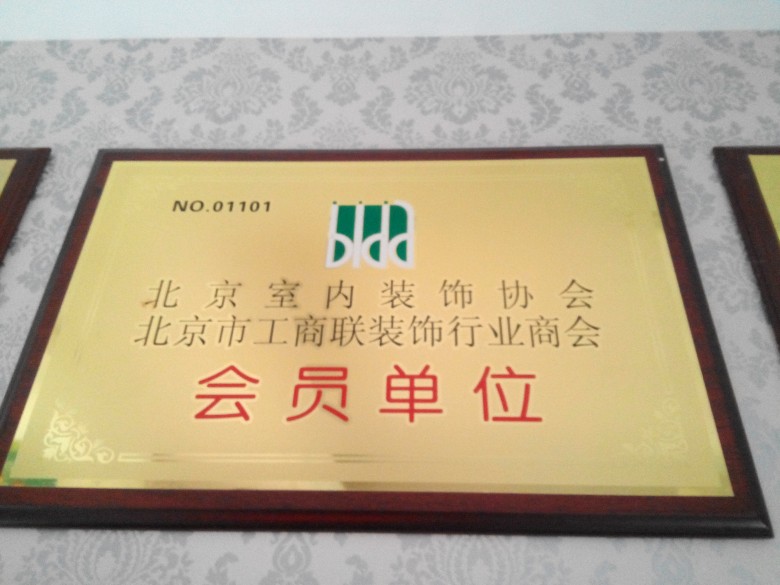 NO.01101
bida
北京室内装饰协会
北京市工商联装饰行业商会
会员单位